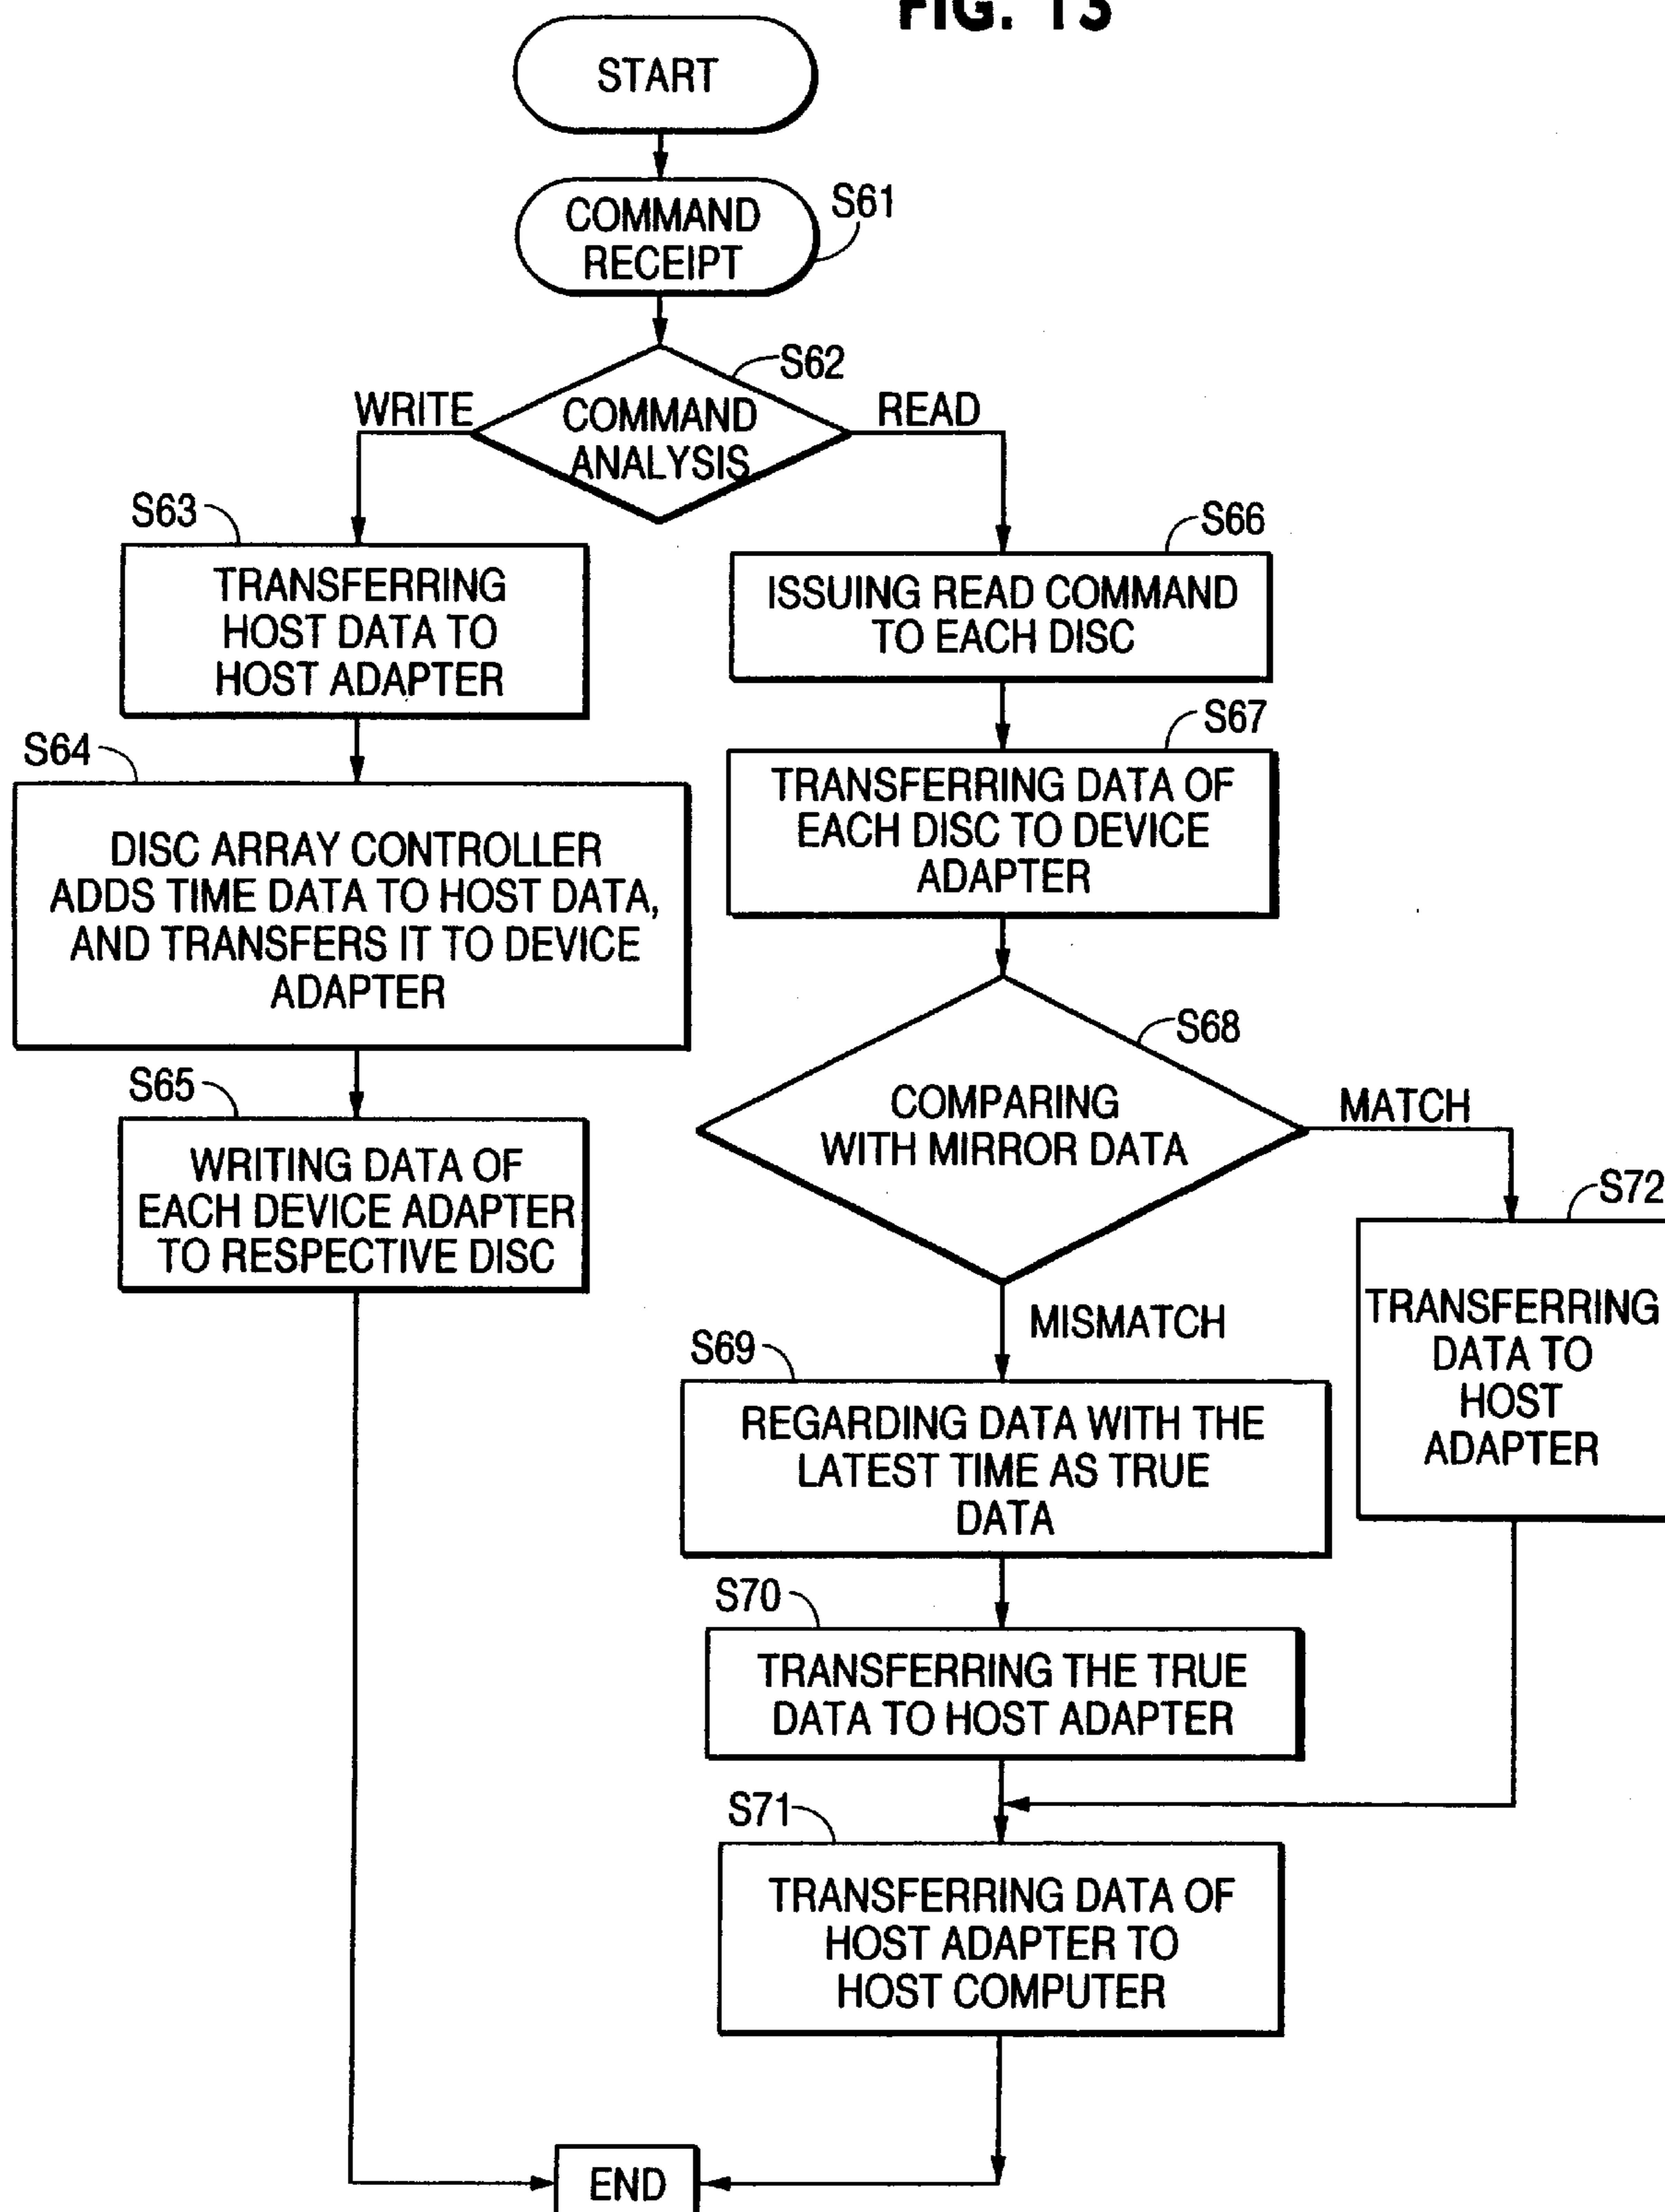 FIG. 13
START
COMMAND
RECEIPT
S61
S62
COMMAND
ANALYSIS
WRITE
READ
S63
TRANSFERRING
HOST DATA TO
HOST ADAPTER
S64
DISC ARRAY CONTROLLER
ADDS TIME DATA TO HOST DATA,
AND TRANSFERS IT TO DEVICE
ADAPTER
S65
WRITING DATA OF
EACH DEVICE ADAPTER
TO RESPECTIVE DISC
S66
ISSUING READ COMMAND
TO EACH DISC
S67
TRANSFERRING DATA OF
EACH DISC TO DEVICE
ADAPTER
S68
COMPARING
WITH MIRROR DATA
MATCH
MISMATCH
S72
TRANSFERRING
DATA TO
HOST
ADAPTER
S69
REGARDING DATA WITH THE
LATEST TIME AS TRUE
DATA
S70
TRANSFERRING THE TRUE
DATA TO HOST ADAPTER
S71
TRANSFERRING DATA OF
HOST ADAPTER TO
HOST COMPUTER
END